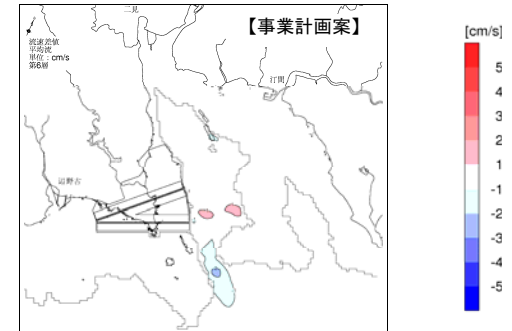 二見
【事業計画案】
流速差値
平均流
単位：cm/s
第6層
汀間
辺野古
[cm/s]
5
4
3
2
1
-1
-2
-3
-4
-5